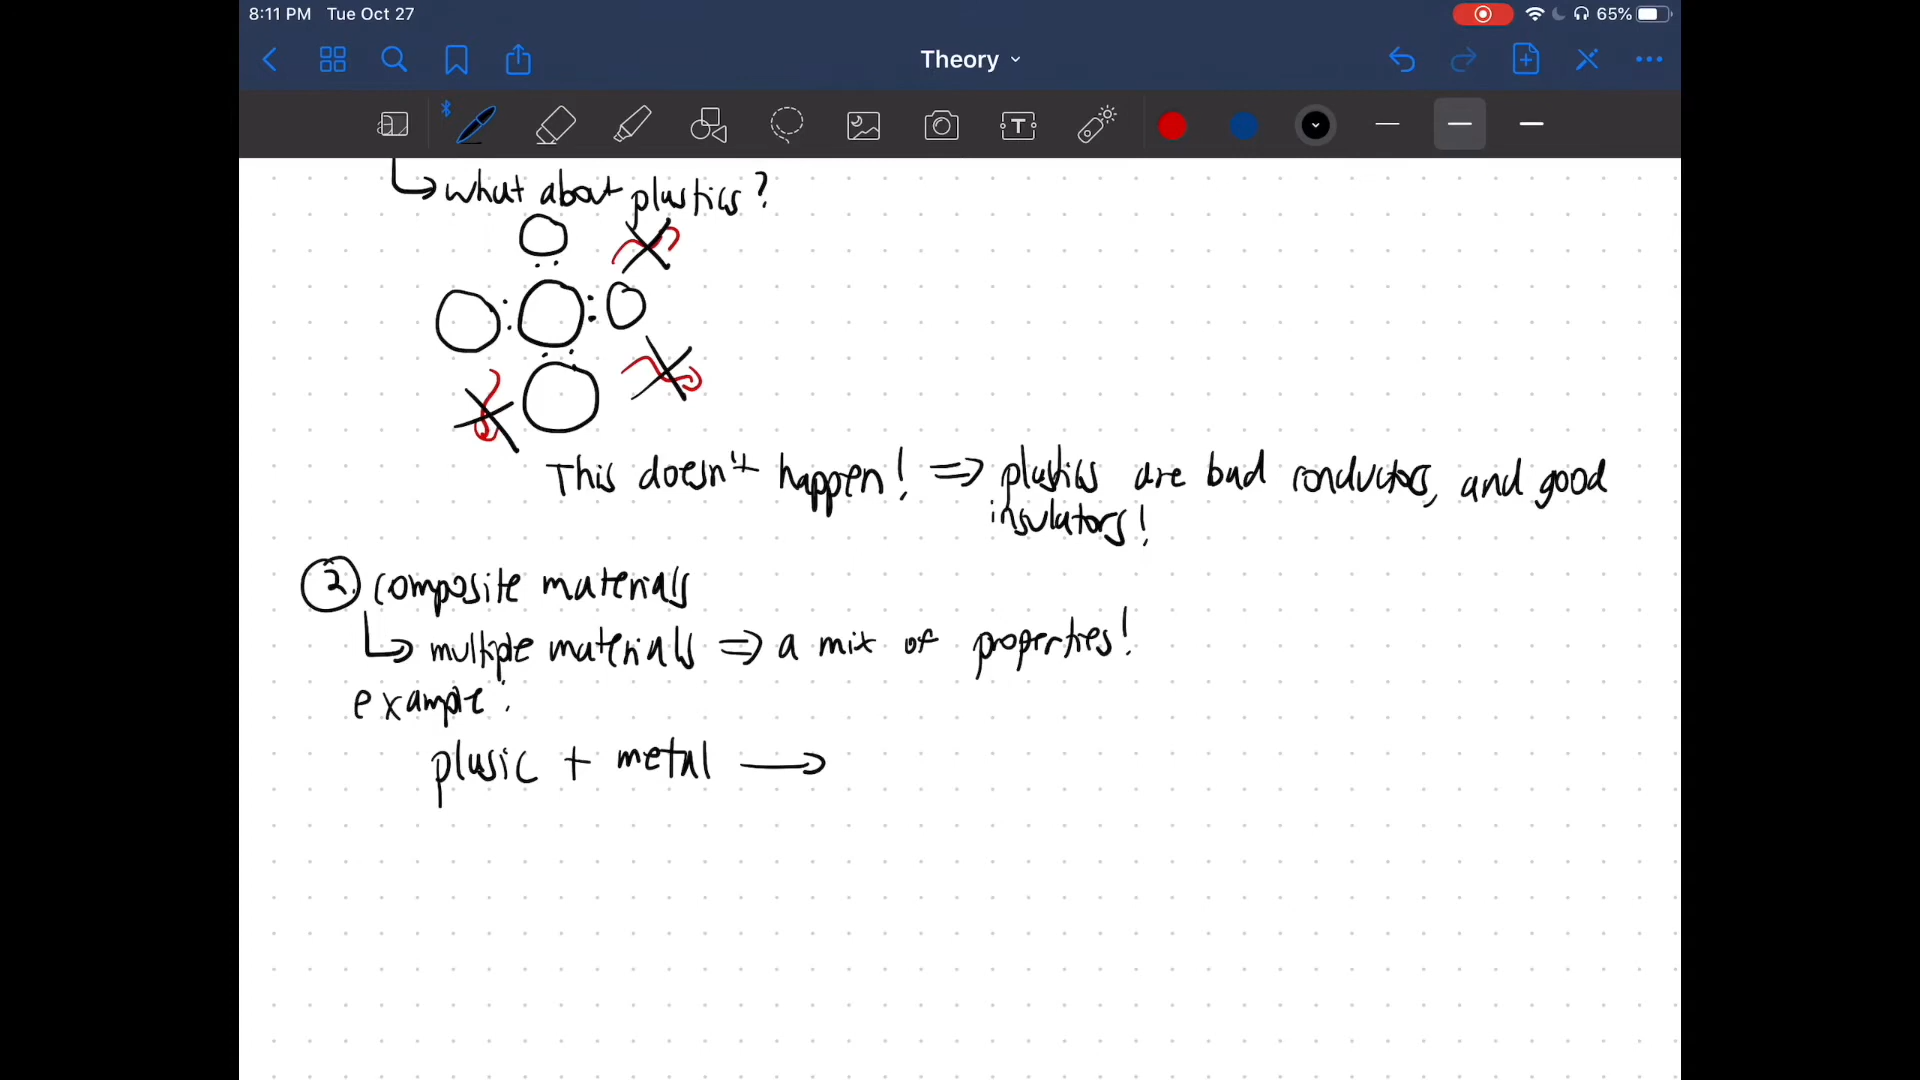 8:11 PM Tue Oct 27
65%
Theory
T
what about plastics?
This doesn't happen! => plastics are bad conductors, and good
insulators!
2. composite materials
multiple materials => a mix of properties!
example:
plasic + metal →